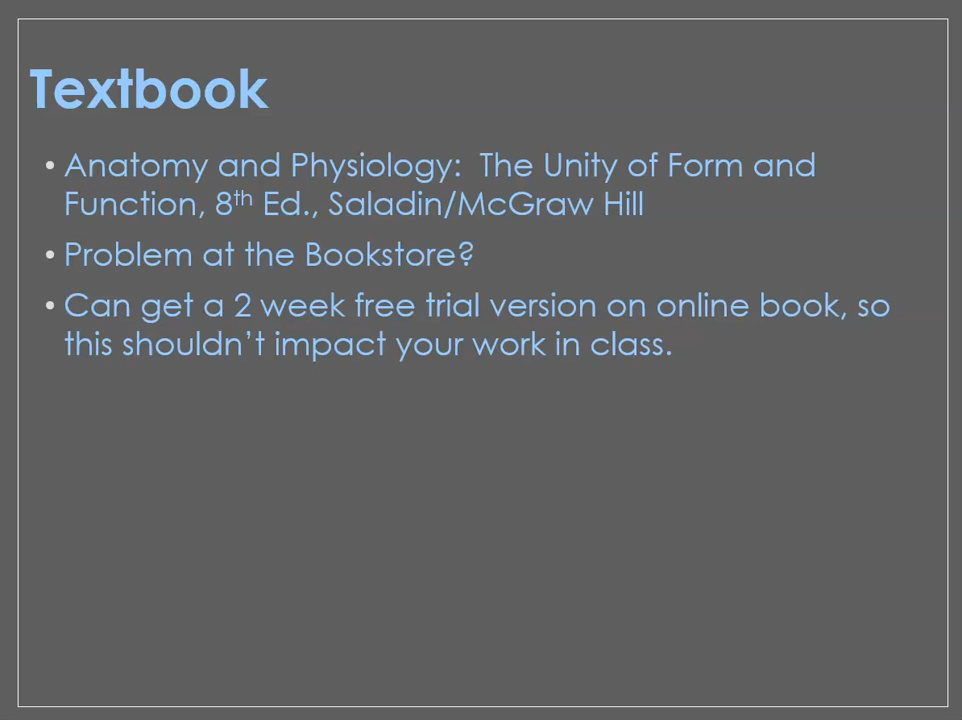 Textbook
• Anatomy and Physiology:  The Unity of Form and
Function, 8th Ed., Saladin/McGraw Hill
• Problem at the Bookstore?
• Can get a 2 week free trial version on online book, so
this shouldn’t impact your work in class.